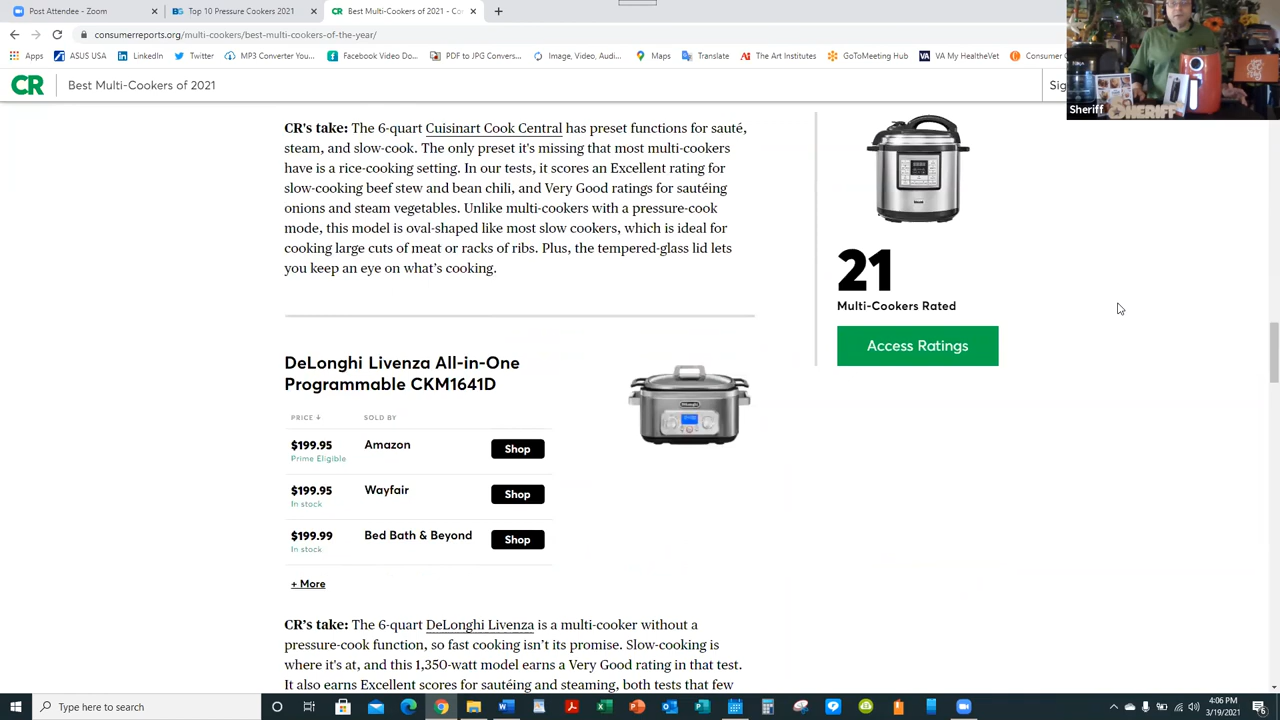 Post Attendee - Zoom
Top 10 Pressure Cookers 2021
Best Multi-Cookers of 2021 - Co
consumerreports.org/multi-cookers/best-multi-cookers-of-the-year/
Apps
ASUS USA
LinkedIn
Twitter
MP3 Converter You...
Facebook Video Do...
PDF to JPG Convers...
Image, Video, Audi...
Maps
Translate
The Art Institutes
GoToMeeting Hub
VA My HealtheVet
Consumer
CR
Best Multi-Cookers of 2021
Sig
Sheriff
SHERIFF
CR's take: The 6-quart Cuisinart Cook Central has preset functions for sauté,
steam, and slow-cook. The only preset it's missing that most multi-cookers
have is a rice-cooking setting. In our tests, it scores an Excellent rating for
slow-cooking beef stew and bean chili, and Very Good ratings for sautéing
onions and steam vegetables. Unlike multi-cookers with a pressure-cook
mode, this model is oval-shaped like most slow cookers, which is ideal for
cooking large cuts of meat or racks of ribs. Plus, the tempered-glass lid lets
you keep an eye on what's cooking.
21
Multi-Cookers Rated
Access Ratings
DeLonghi Livenza All-in-One
Programmable CKM1641D
PRICE SOLD BY
$199.95 Amazon Shop
Prime Eligible
$199.95 Wayfair Shop
In stock
$199.99 Bed Bath & Beyond Shop
In stock
+ More
CR's take: The 6-quart DeLonghi Livenza is a multi-cooker without a
pressure-cook function, so fast cooking isn't its promise. Slow-cooking is
where it's at, and this 1,350-watt model earns a Very Good rating in that test.
It also earns Excellent scores for sautéing and steaming, both tests that few
Type here to search
4:06 PM
3/19/2021